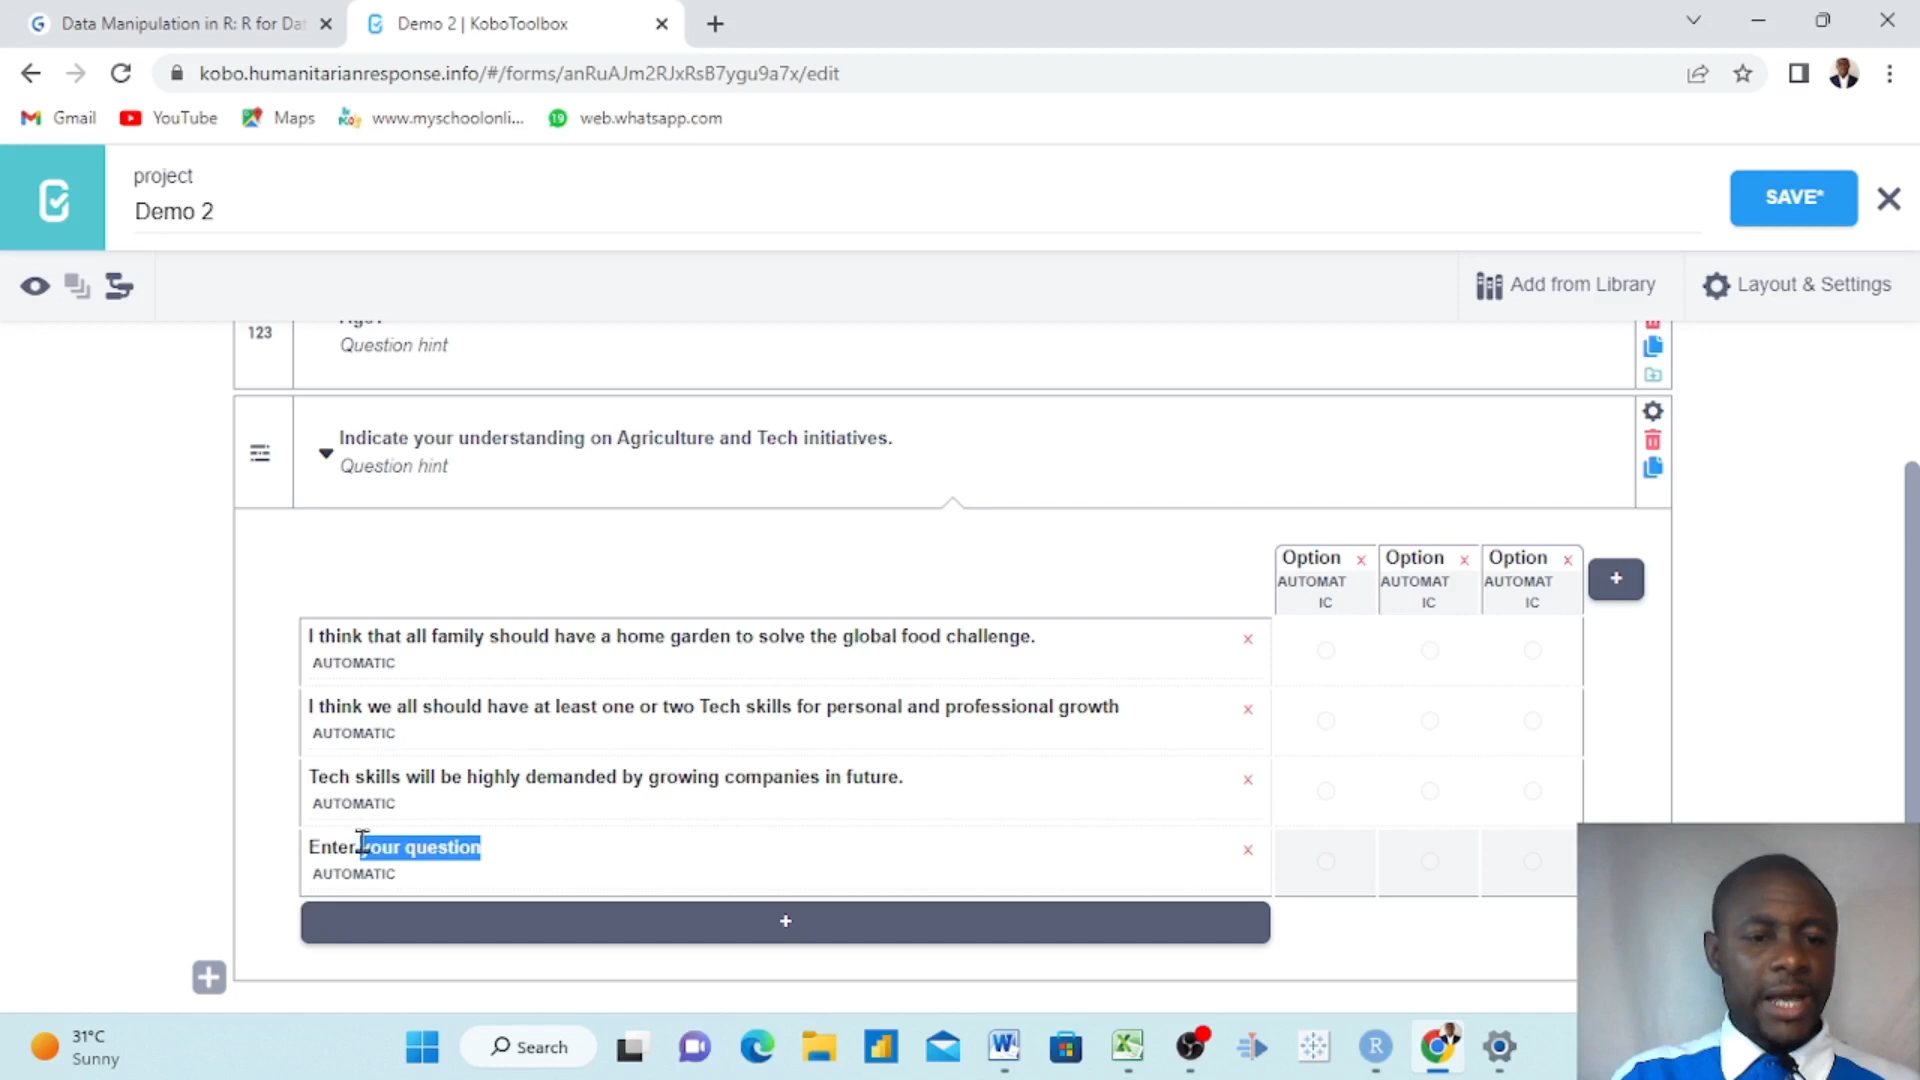 Data Manipulation in R: R for Dat
Demo 2 | KoboToolbox
kobo.humanitarianresponse.info/#/forms/anRuAJm2RJxRsB7ygu9a7x/edit
Gmail
YouTube
Maps
www.myschoolonli...
19
web.whatsapp.com
project
Demo 2
SAVE*
Add from Library
Layout & Settings
123
Question hint
Indicate your understanding on Agriculture and Tech initiatives.
Question hint
Option x Option x Option x
AUTOMAT AUTOMAT AUTOMAT
IC IC IC
+
I think that all family should have a home garden to solve the global food challenge. x
AUTOMATIC
I think we all should have at least one or two Tech skills for personal and professional growth x
AUTOMATIC
Tech skills will be highly demanded by growing companies in future. x
AUTOMATIC
Enter your question x
AUTOMATIC
+
31°C
Sunny
Search
W
R